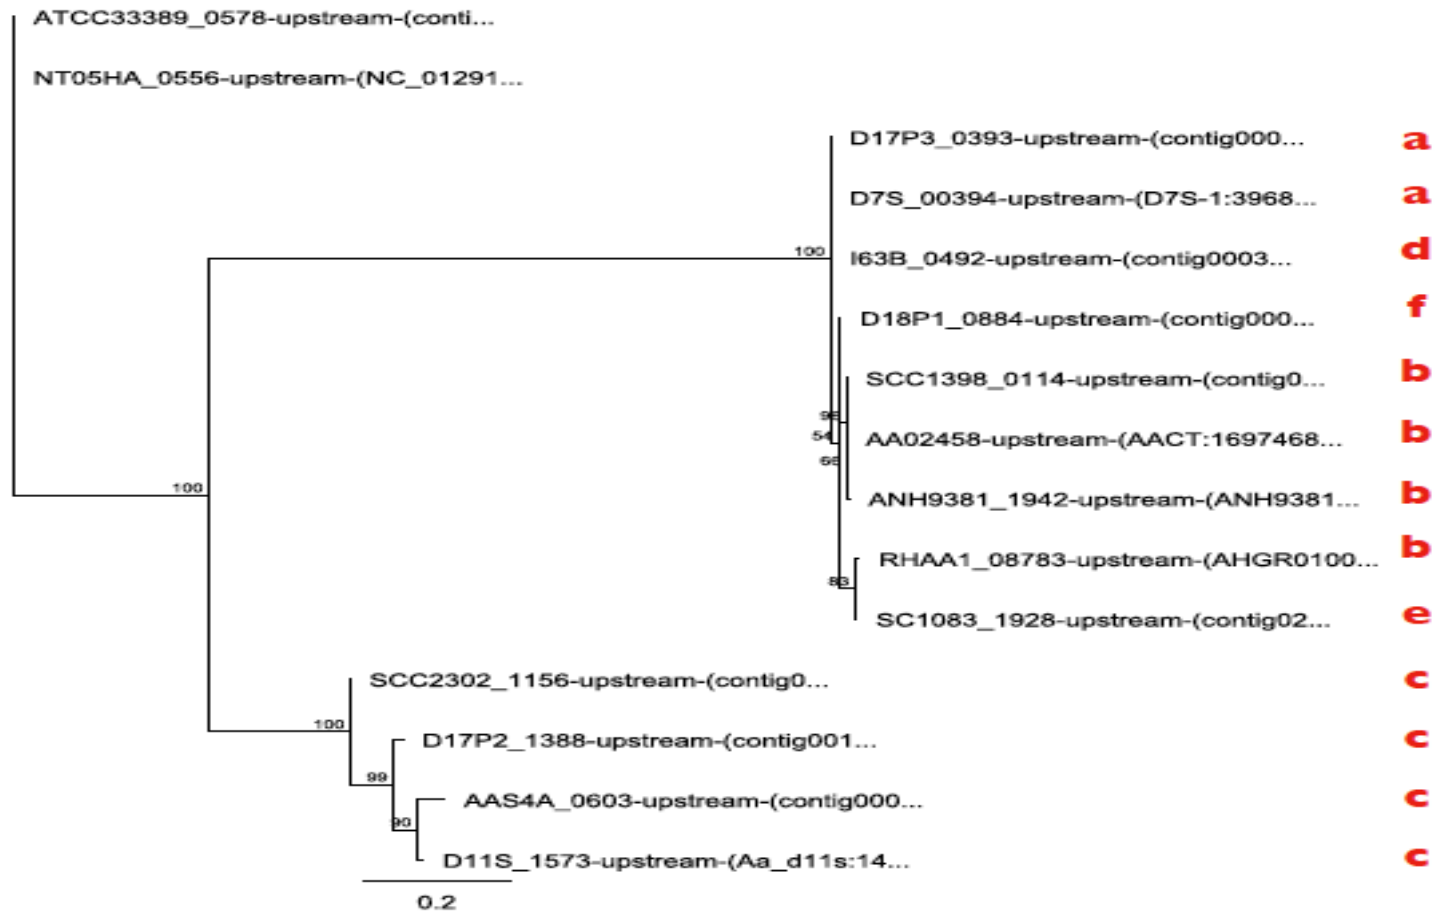 ATCC33389_0578-upstream-(conti...
NT05HA_0556-upstream-(NC_01291...
D17P3_0393-upstream-(contig000... a
D7S_00394-upstream-(D7S-1:3968... a
100
I63B_0492-upstream-(contig0003... d
D18P1_0884-upstream-(contig000... f
SCC1398_0114-upstream-(contig0... b
96
54
AA02458-upstream-(AACT:1697468... b
100
ANH9381_1942-upstream-(ANH9381... b
RHAA1_08783-upstream-(AHGR0100... b
83
SC1083_1928-upstream-(contig02... e
SCC2302_1156-upstream-(contig0... c
100
D17P2_1388-upstream-(contig001... c
99
AAS4A_0603-upstream-(contig000... c
90
D11S_1573-upstream-(Aa_d11s:14... c
0.2